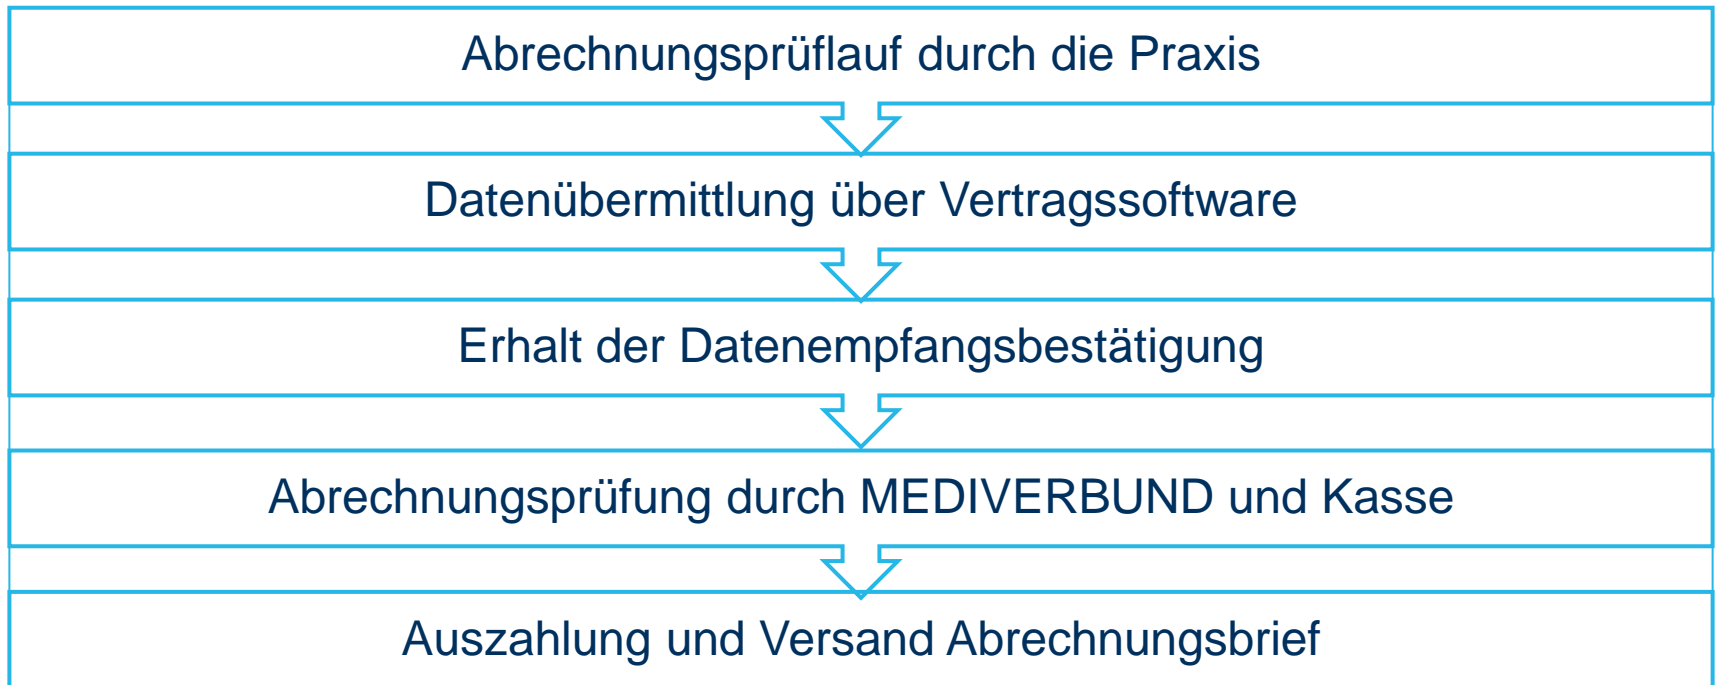 Abrechnungsprüflauf durch die Praxis
Datenübermittlung über Vertragssoftware
Erhalt der Datenempfangsbestätigung
Abrechnungsprüfung durch MEDIVERBUND und Kasse
Auszahlung und Versand Abrechnungsbrief